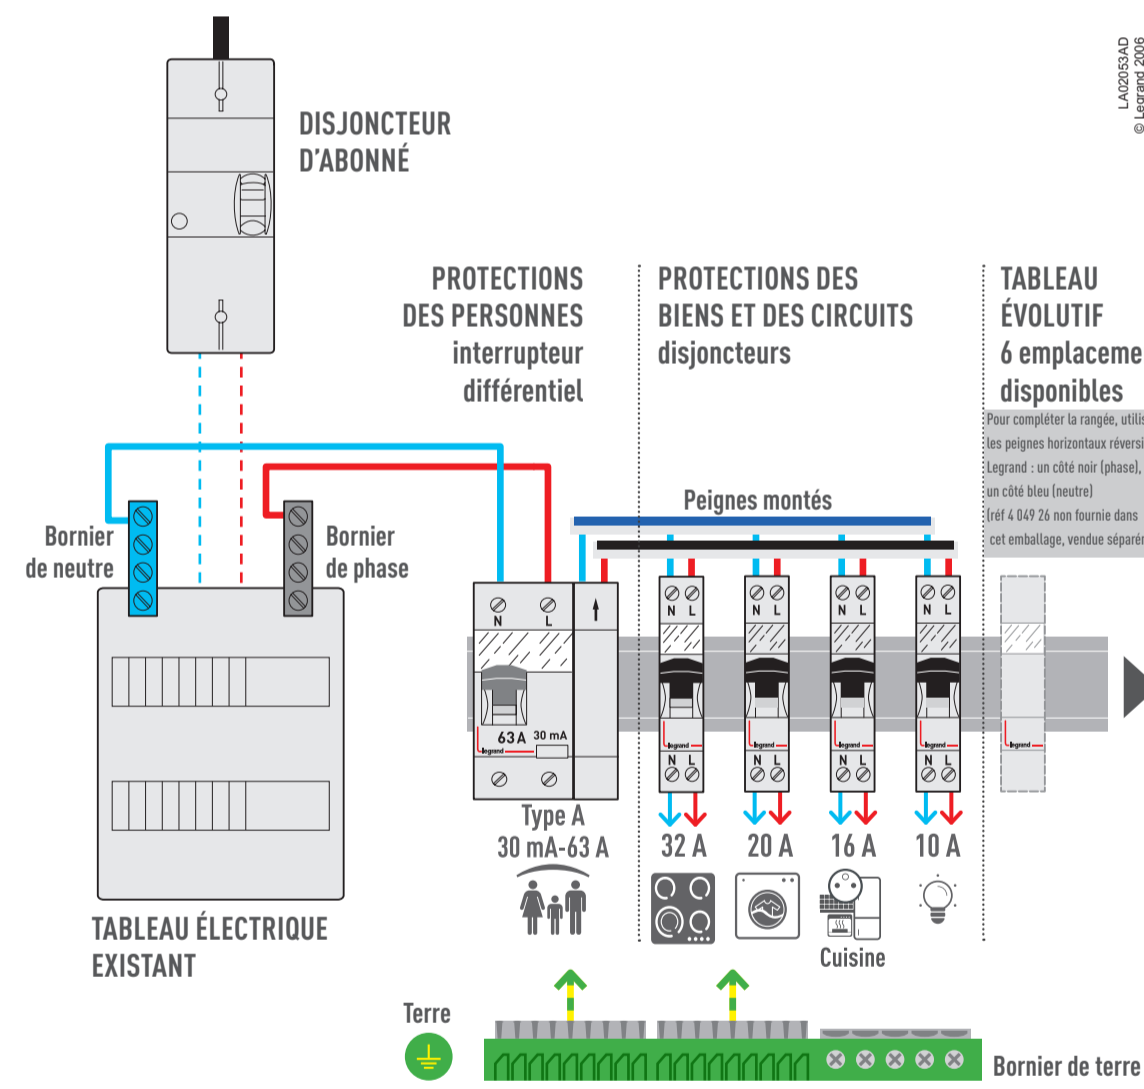 LA02053AD
© Legrand 2006
DISJONCTEUR
D'ABONNÉ
PROTECTIONS
DES PERSONNES
interrupteur
différentiel
PROTECTIONS DES
BIENS ET DES CIRCUITS
disjoncteurs
TABLEAU
ÉVOLUTIF
6 emplaceme
disponibles
Pour compléter la rangée, utilis
les peignes horizontaux réversi
Legrand : un côté noir (phase),
un côté bleu (neutre)
(réf 4 049 26 non fournie dans
cet emballage, vendue séparé
Peignes montés
Bornier
de neutre
Bornier
de phase
N L
N L
N L
N L
N L
63A 30 mA
legrand
legrand
legrand
legrand
legrand
legrand
N L
N L
N L
N L
Type A
30 mA-63 A
32 A
20 A
16 A
10 A
Cuisine
TABLEAU ÉLECTRIQUE
EXISTANT
Terre
Bornier de terre